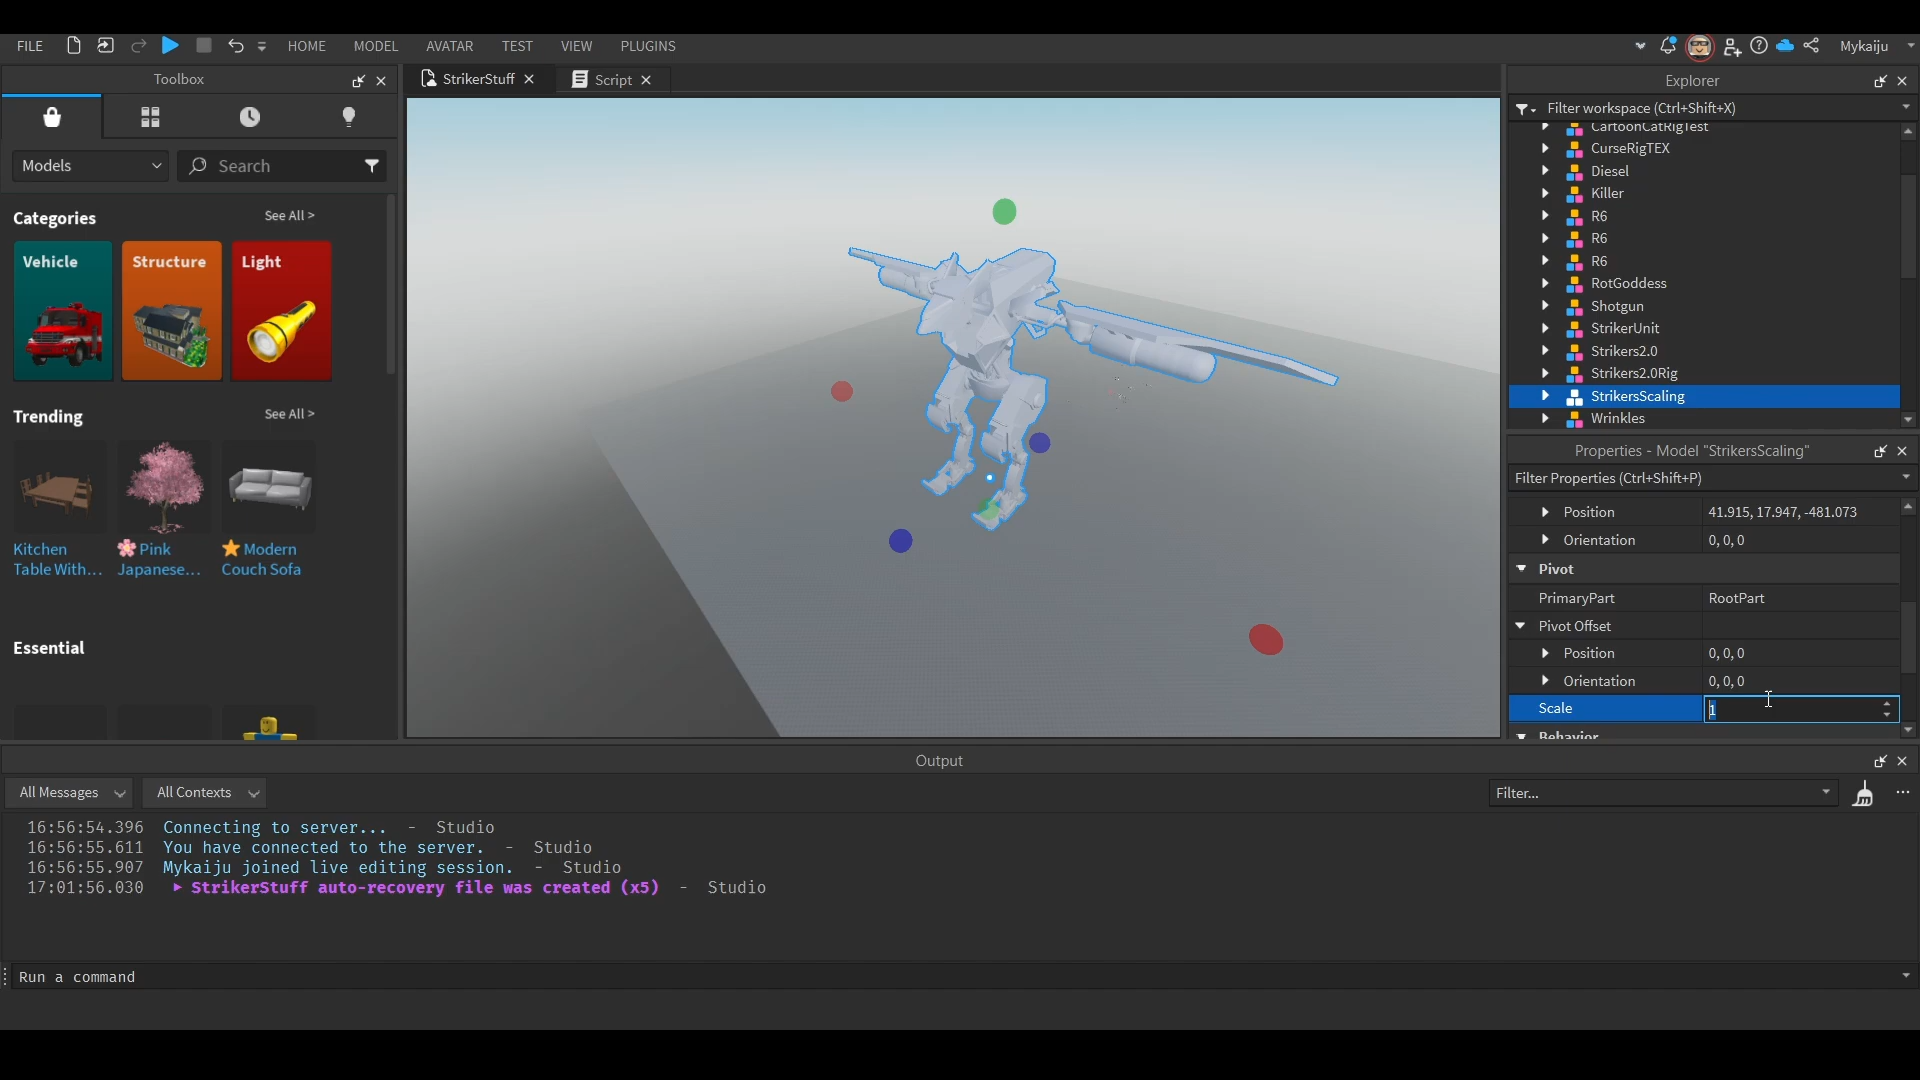 FILE HOME MODEL AVATAR TEST VIEW PLUGINS Mykaiju
Toolbox
Models Search
Categories See All >
Vehicle Structure Light
Trending See All >
Kitchen Table With...
🌸 Pink Japanese...
⭐ Modern Couch Sofa
Essential
StrikerStuff Script
Explorer
Filter workspace (Ctrl+Shift+X)
CartoonCatRigTest
CurseRigTEX
Diesel
Killer
R6
R6
R6
RotGoddess
Shotgun
StrikerUnit
Strikers2.0
Strikers2.0Rig
StrikersScaling
Wrinkles
Properties - Model "StrikersScaling"
Filter Properties (Ctrl+Shift+P)
Position 41.915, 17.947, -481.073
Orientation 0, 0, 0
Pivot
PrimaryPart RootPart
Pivot Offset
Position 0, 0, 0
Orientation 0, 0, 0
Scale 1
Behavior
Output
All Messages All Contexts Filter...
16:56:54.396 Connecting to server... - Studio
16:56:55.611 You have connected to the server. - Studio
16:56:55.907 Mykaiju joined live editing session. - Studio
17:01:56.030 ▶ StrikerStuff auto-recovery file was created (x5) - Studio
Run a command